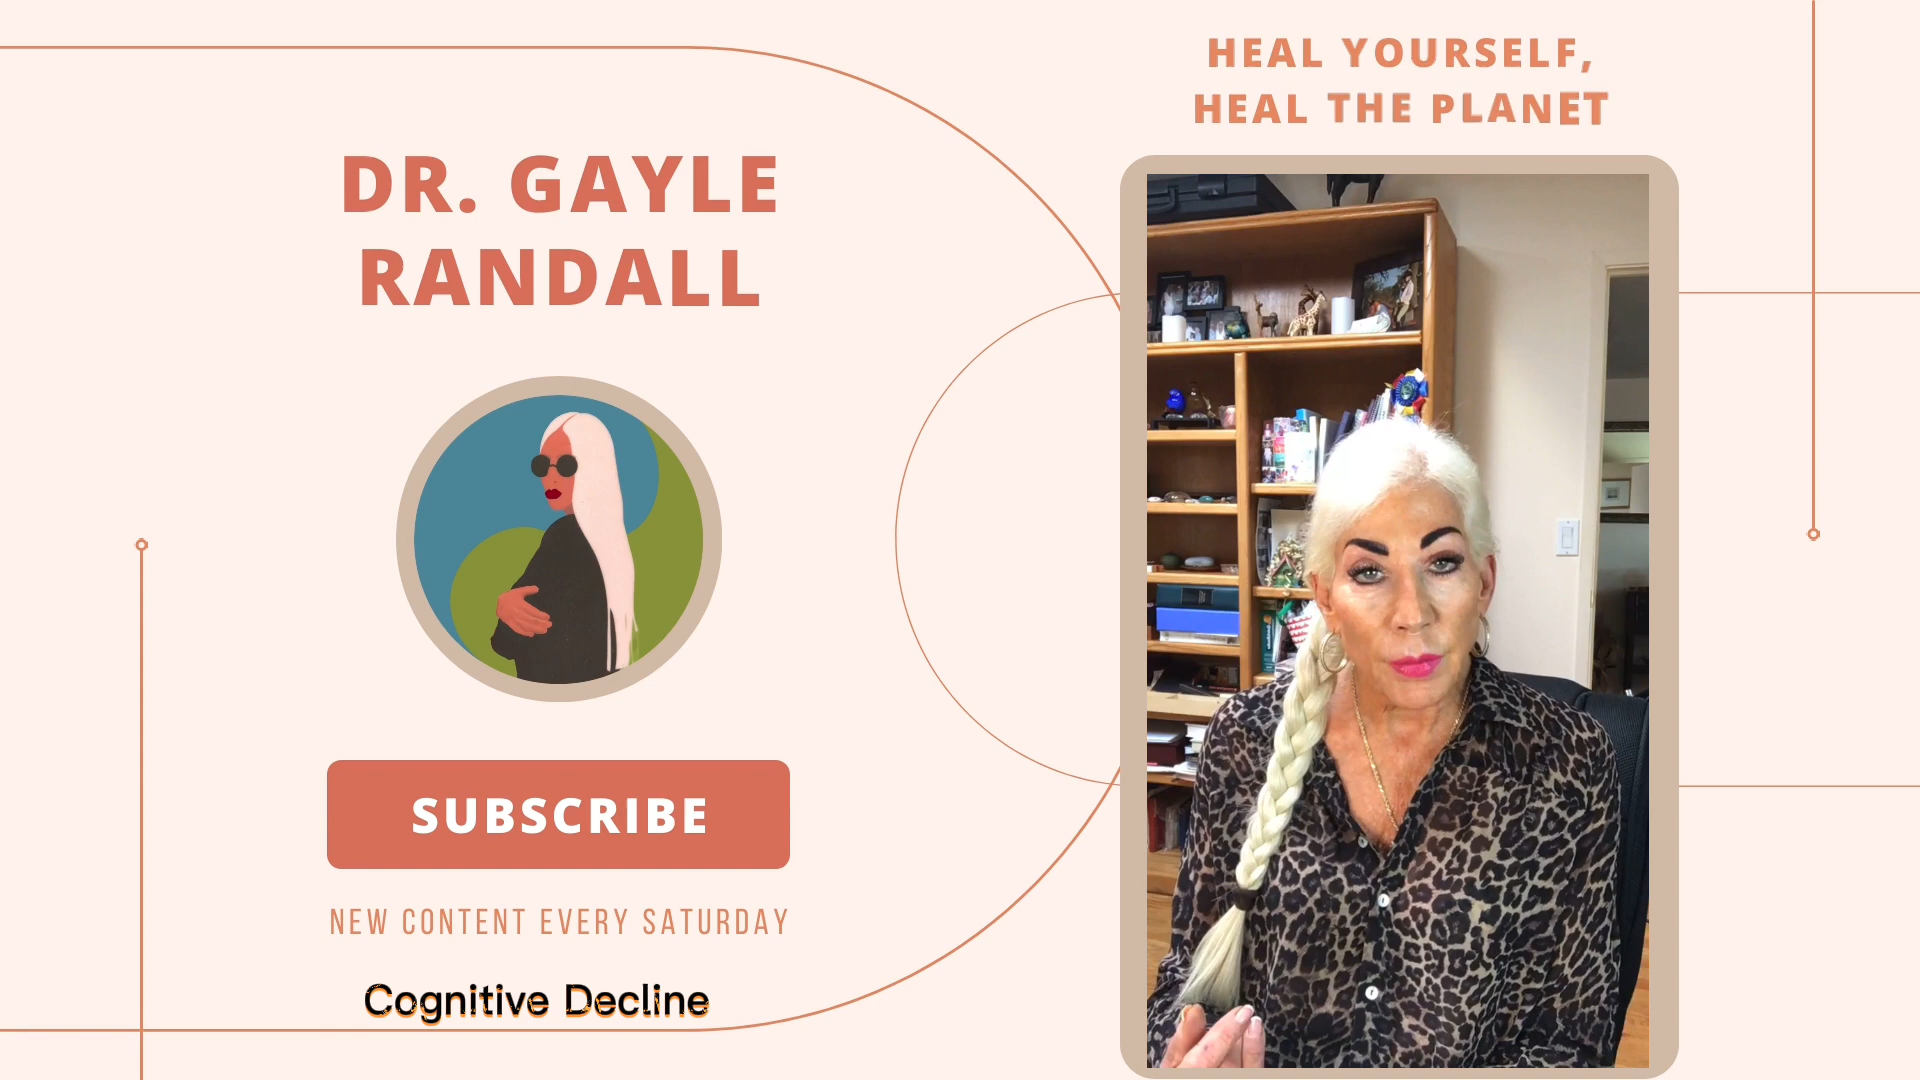 DR. GAYLE
RANDALL
SUBSCRIBE
NEW CONTENT EVERY SATURDAY
Cognitive Decline
HEAL YOURSELF,
HEAL THE PLANET